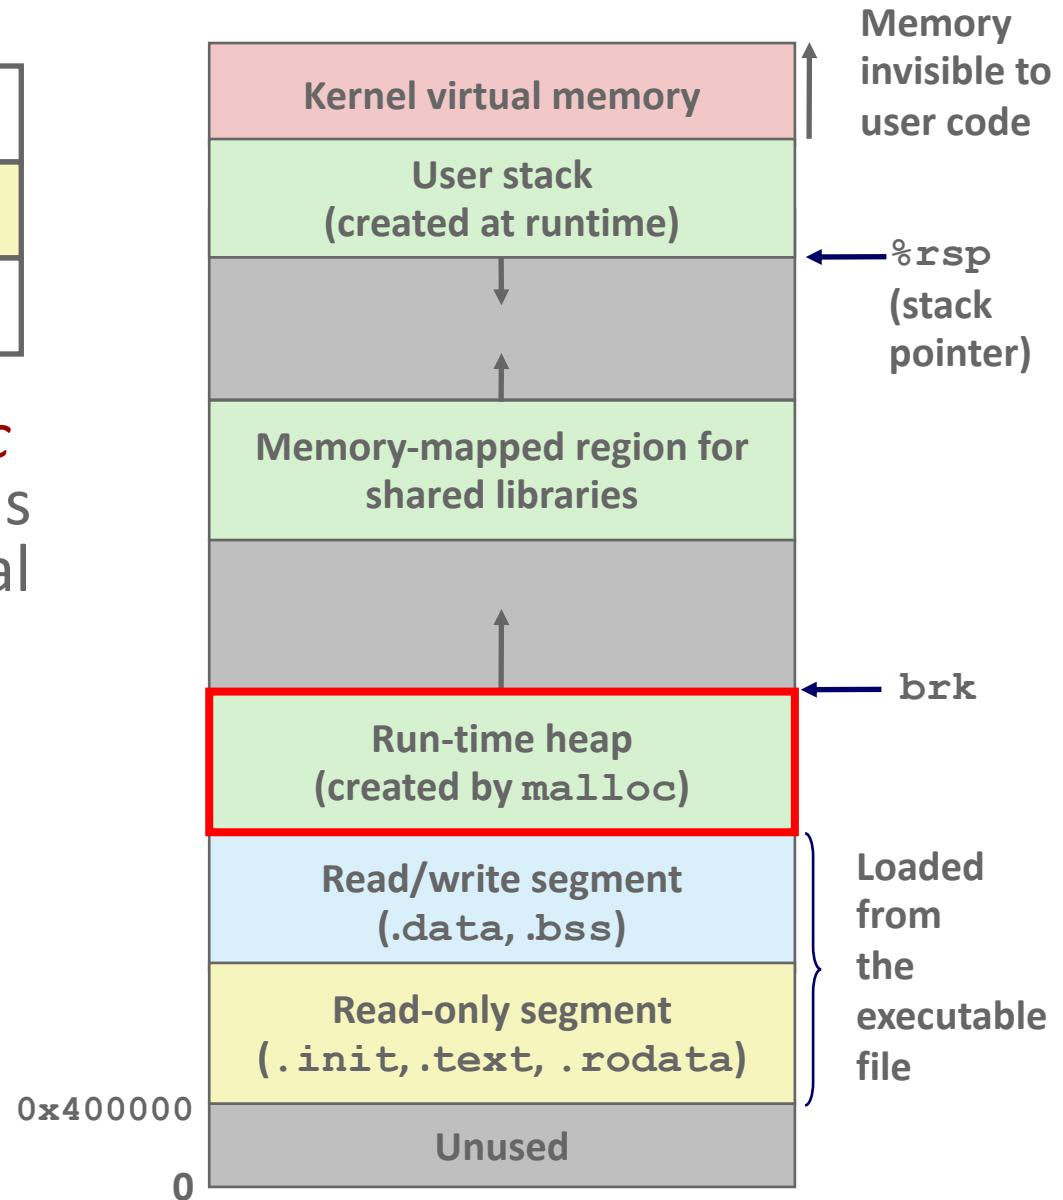 Memory
invisible to
user code
Kernel virtual memory
User stack
(created at runtime)
%rsp
(stack
pointer)
c
s
al
Memory-mapped region for
shared libraries
brk
Run-time heap
(created by malloc)
Read/write segment
(.data, .bss)
Read-only segment
(.init, .text, .rodata)
Loaded
from
the
executable
file
0x400000
Unused
0